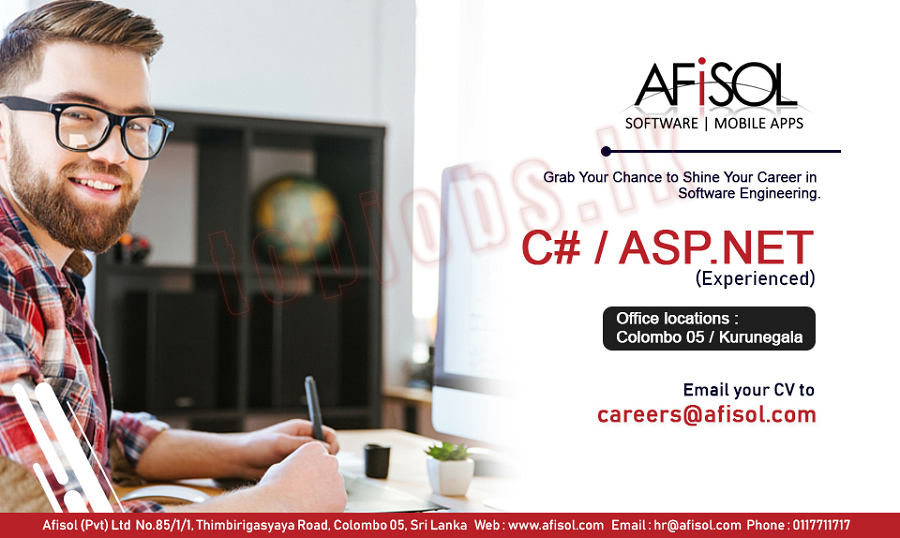 AFiSOL
SOFTWARE | MOBILE APPS
Grab Your Chance to Shine Your Career in
Software Engineering.
C# / ASP.NET
(Experienced)
Office locations :
Colombo 05 / Kurunegala
Email your CV to
careers@afisol.com
topjobs.lk
Afisol (Pvt) Ltd No.85/1/1, Thimbirigasyaya Road, Colombo 05, Sri Lanka Web : www.afisol.com Email : hr@afisol.com Phone : 0117711717